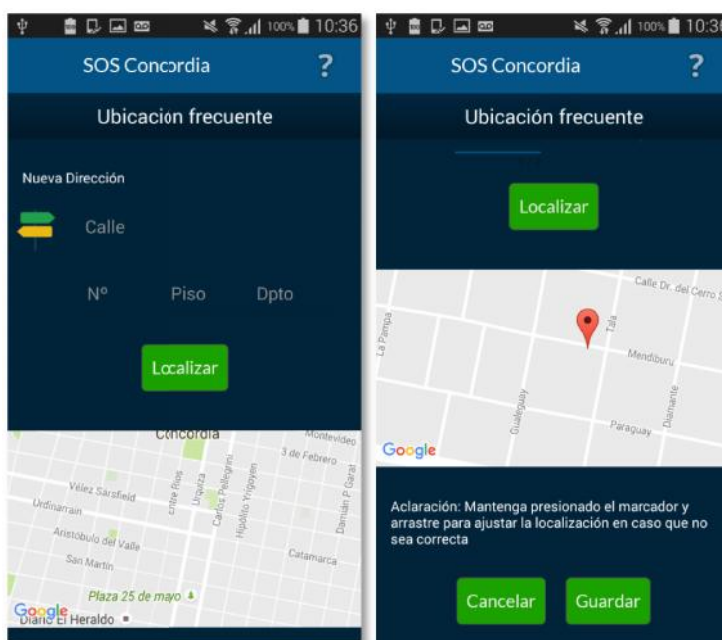 100% 10:36
SOS Concordia ?
Ubicación frecuente
Nueva Dirección
Calle
Nº Piso Dpto
Localizar
Concordia
Montevideo
3 de Febrero
Vélez Sarsfield
Entre Ríos
Urquiza
Carlos Pellegrini
Hipólito Yrigoyen
Damián P Garat
Urdinarrain
Aristóbulo del Valle
San Martín
Catamarca
Plaza 25 de mayo
Google
Diario El Heraldo
100% 10:36
SOS Concordia ?
Ubicación frecuente
Localizar
Calle Dr. del Cerro
La Pampa
Tala
Mendiburu
Gualeguay
Diamante
Paraguay
Google
Aclaración: Mantenga presionado el marcador y
arrastre para ajustar la localización en caso que no
sea correcta
Cancelar Guardar